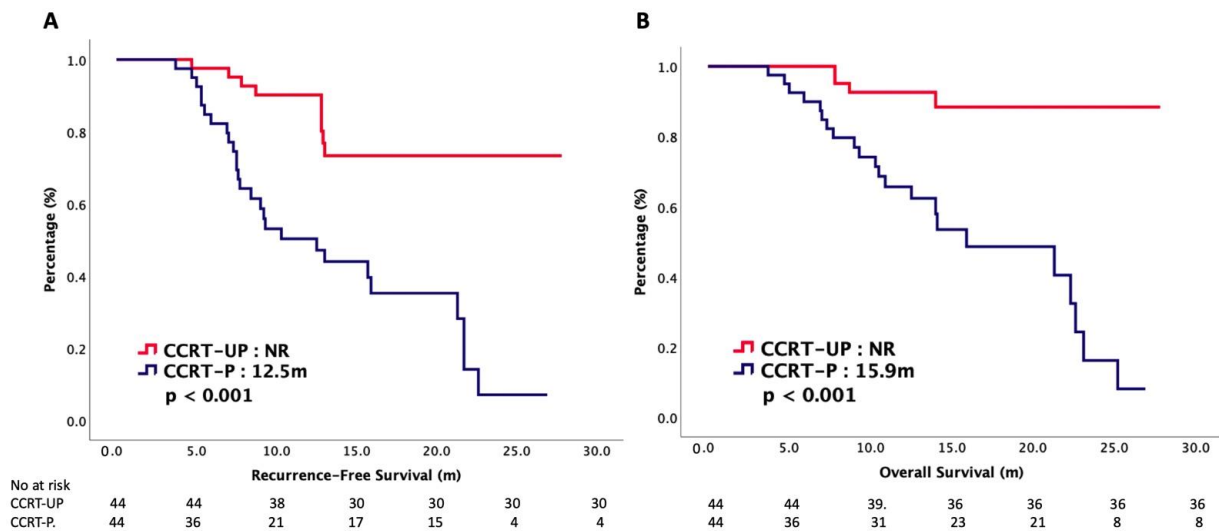 A
B
1.0
0.8
0.6
0.4
0.2
0.0
Percentage (%)
CCRT-UP : NR
CCRT-P : 12.5m
p < 0.001
0.0 5.0 10.0 15.0 20.0 25.0 30.0
Recurrence-Free Survival (m)
1.0
0.8
0.6
0.4
0.2
0.0
Percentage (%)
CCRT-UP : NR
CCRT-P : 15.9m
p < 0.001
0.0 5.0 10.0 15.0 20.0 25.0 30.0
Overall Survival (m)
No at risk
CCRT-UP 44 44 38 30 30 30 30 44 44 39. 36 36 36 36
CCRT-P. 44 36 21 17 15 4 4 44 36 31 23 21 8 8